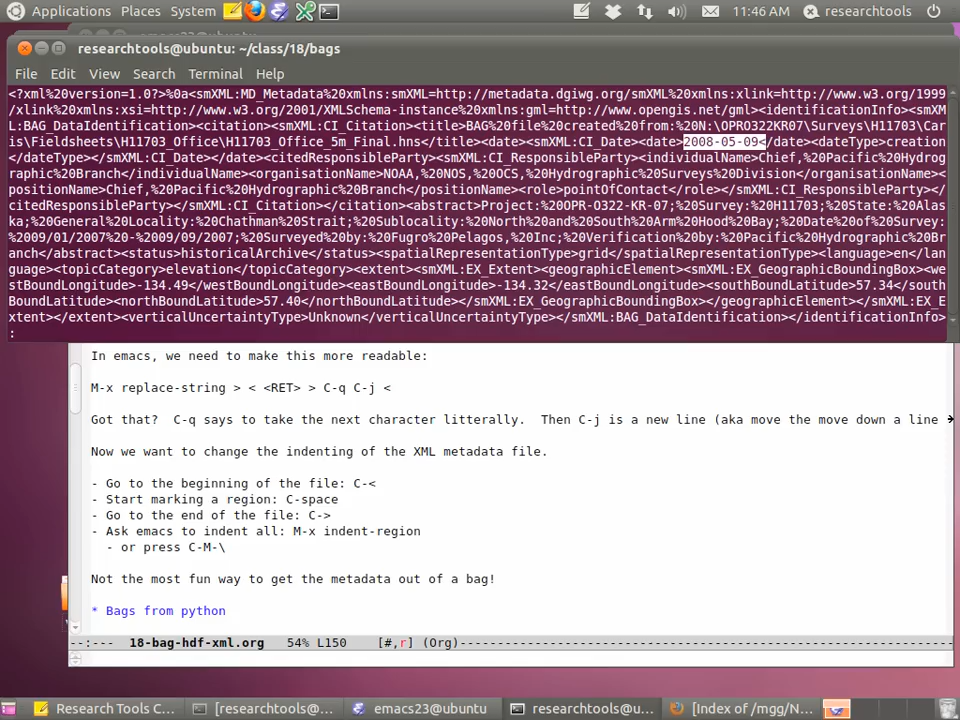 Applications Places System 11:46 AM researchtools
researchtools@ubuntu: ~/class/18/bags
File Edit View Search Terminal Help
<?xml%20version=1.0?>%0a<smXML:MD_Metadata%20xmlns:smXML=http://metadata.dgiwg.org/smXML%20xmlns:xlink=http://www.w3.org/1999
/xlink%20xmlns:xsi=http://www.w3.org/2001/XMLSchema-instance%20xmlns:gml=http://www.opengis.net/gml><identificationInfo><smXM
L:BAG_DataIdentification><citation><smXML:CI_Citation><title>BAG%20file%20created%20from:%20N:\OPRO322KR07\Surveys\H11703\Car
is\Fieldsheets\H11703_Office\H11703_Office_5m_Final.hns</title><date><smXML:CI_Date><date>2008-05-09</date><dateType>creation
</dateType></smXML:CI_Date></date><citedResponsibleParty><smXML:CI_ResponsibleParty><individualName>Chief,%20Pacific%20Hydrog
raphic%20Branch</individualName><organisationName>NOAA,%20NOS,%20OCS,%20Hydrographic%20Surveys%20Division</organisationName><
positionName>Chief,%20Pacific%20Hydrographic%20Branch</positionName><role>pointOfContact</role></smXML:CI_ResponsibleParty></
citedResponsibleParty></smXML:CI_Citation></citation><abstract>Project:%20OPR-O322-KR-07;%20Survey:%20H11703;%20State:%20Alas
ka;%20General%20Locality:%20Chathman%20Strait;%20Sublocality:%20North%20and%20South%20Arm%20Hood%20Bay;%20Date%20of%20Survey:
%2009/01/2007%20-%2009/09/2007;%20Surveyed%20by:%20Fugro%20Pelagos,%20Inc;%20Verification%20by:%20Pacific%20Hydrographic%20Br
anch</abstract><status>historicalArchive</status><spatialRepresentationType>grid</spatialRepresentationType><language>en</lan
guage><topicCategory>elevation</topicCategory><extent><smXML:EX_Extent><geographicElement><smXML:EX_GeographicBoundingBox><we
stBoundLongitude>-134.49</westBoundLongitude><eastBoundLongitude>-134.32</eastBoundLongitude><southBoundLatitude>57.34</south
BoundLatitude><northBoundLatitude>57.40</northBoundLatitude></smXML:EX_GeographicBoundingBox></geographicElement></smXML:EX_E
xtent></extent><verticalUncertaintyType>Unknown</verticalUncertaintyType></smXML:BAG_DataIdentification></identificationInfo>
:
In emacs, we need to make this more readable:
M-x replace-string > < <RET> > C-q C-j <
Got that? C-q says to take the next character litterally. Then C-j is a new line (aka move the move down a line
Now we want to change the indenting of the XML metadata file.
- Go to the beginning of the file: C-<
- Start marking a region: C-space
- Go to the end of the file: C->
- Ask emacs to indent all: M-x indent-region
- or press C-M-\
Not the most fun way to get the metadata out of a bag!
* Bags from python
--:--- 18-bag-hdf-xml.org 54% L150 [#,r] (Org)
Research Tools C... [researchtools@... emacs23@ubuntu researchtools@u... [Index of /mgg/N...